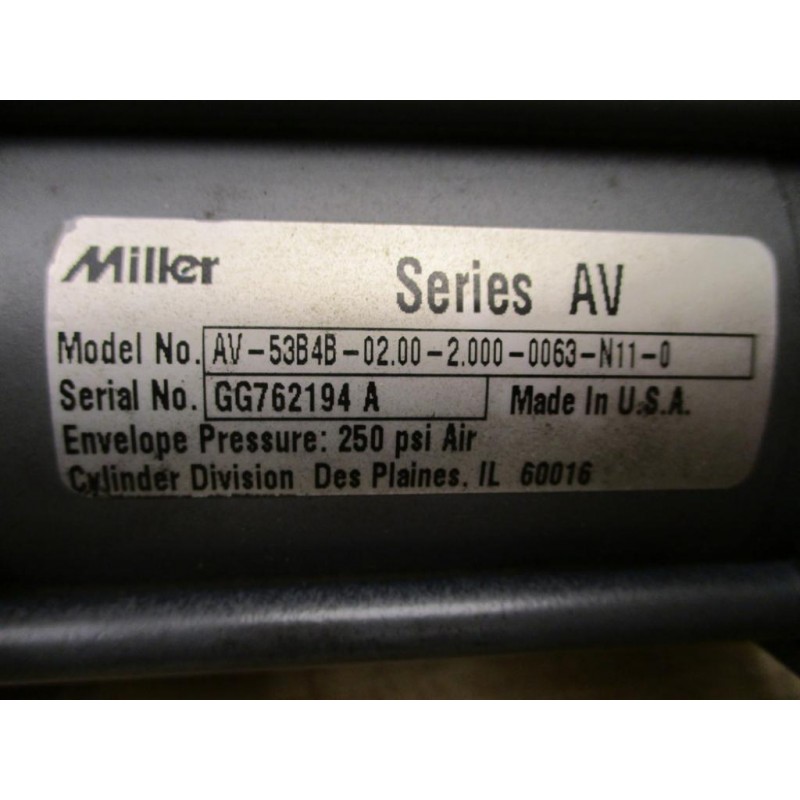 Miller
Series AV
Model No. AV-53B4B-02.00-2.000-0063-N11-0
Serial No. GG762194 A Made In U.S.A.
Envelope Pressure: 250 psi Air
Cylinder Division Des Plaines, IL 60016